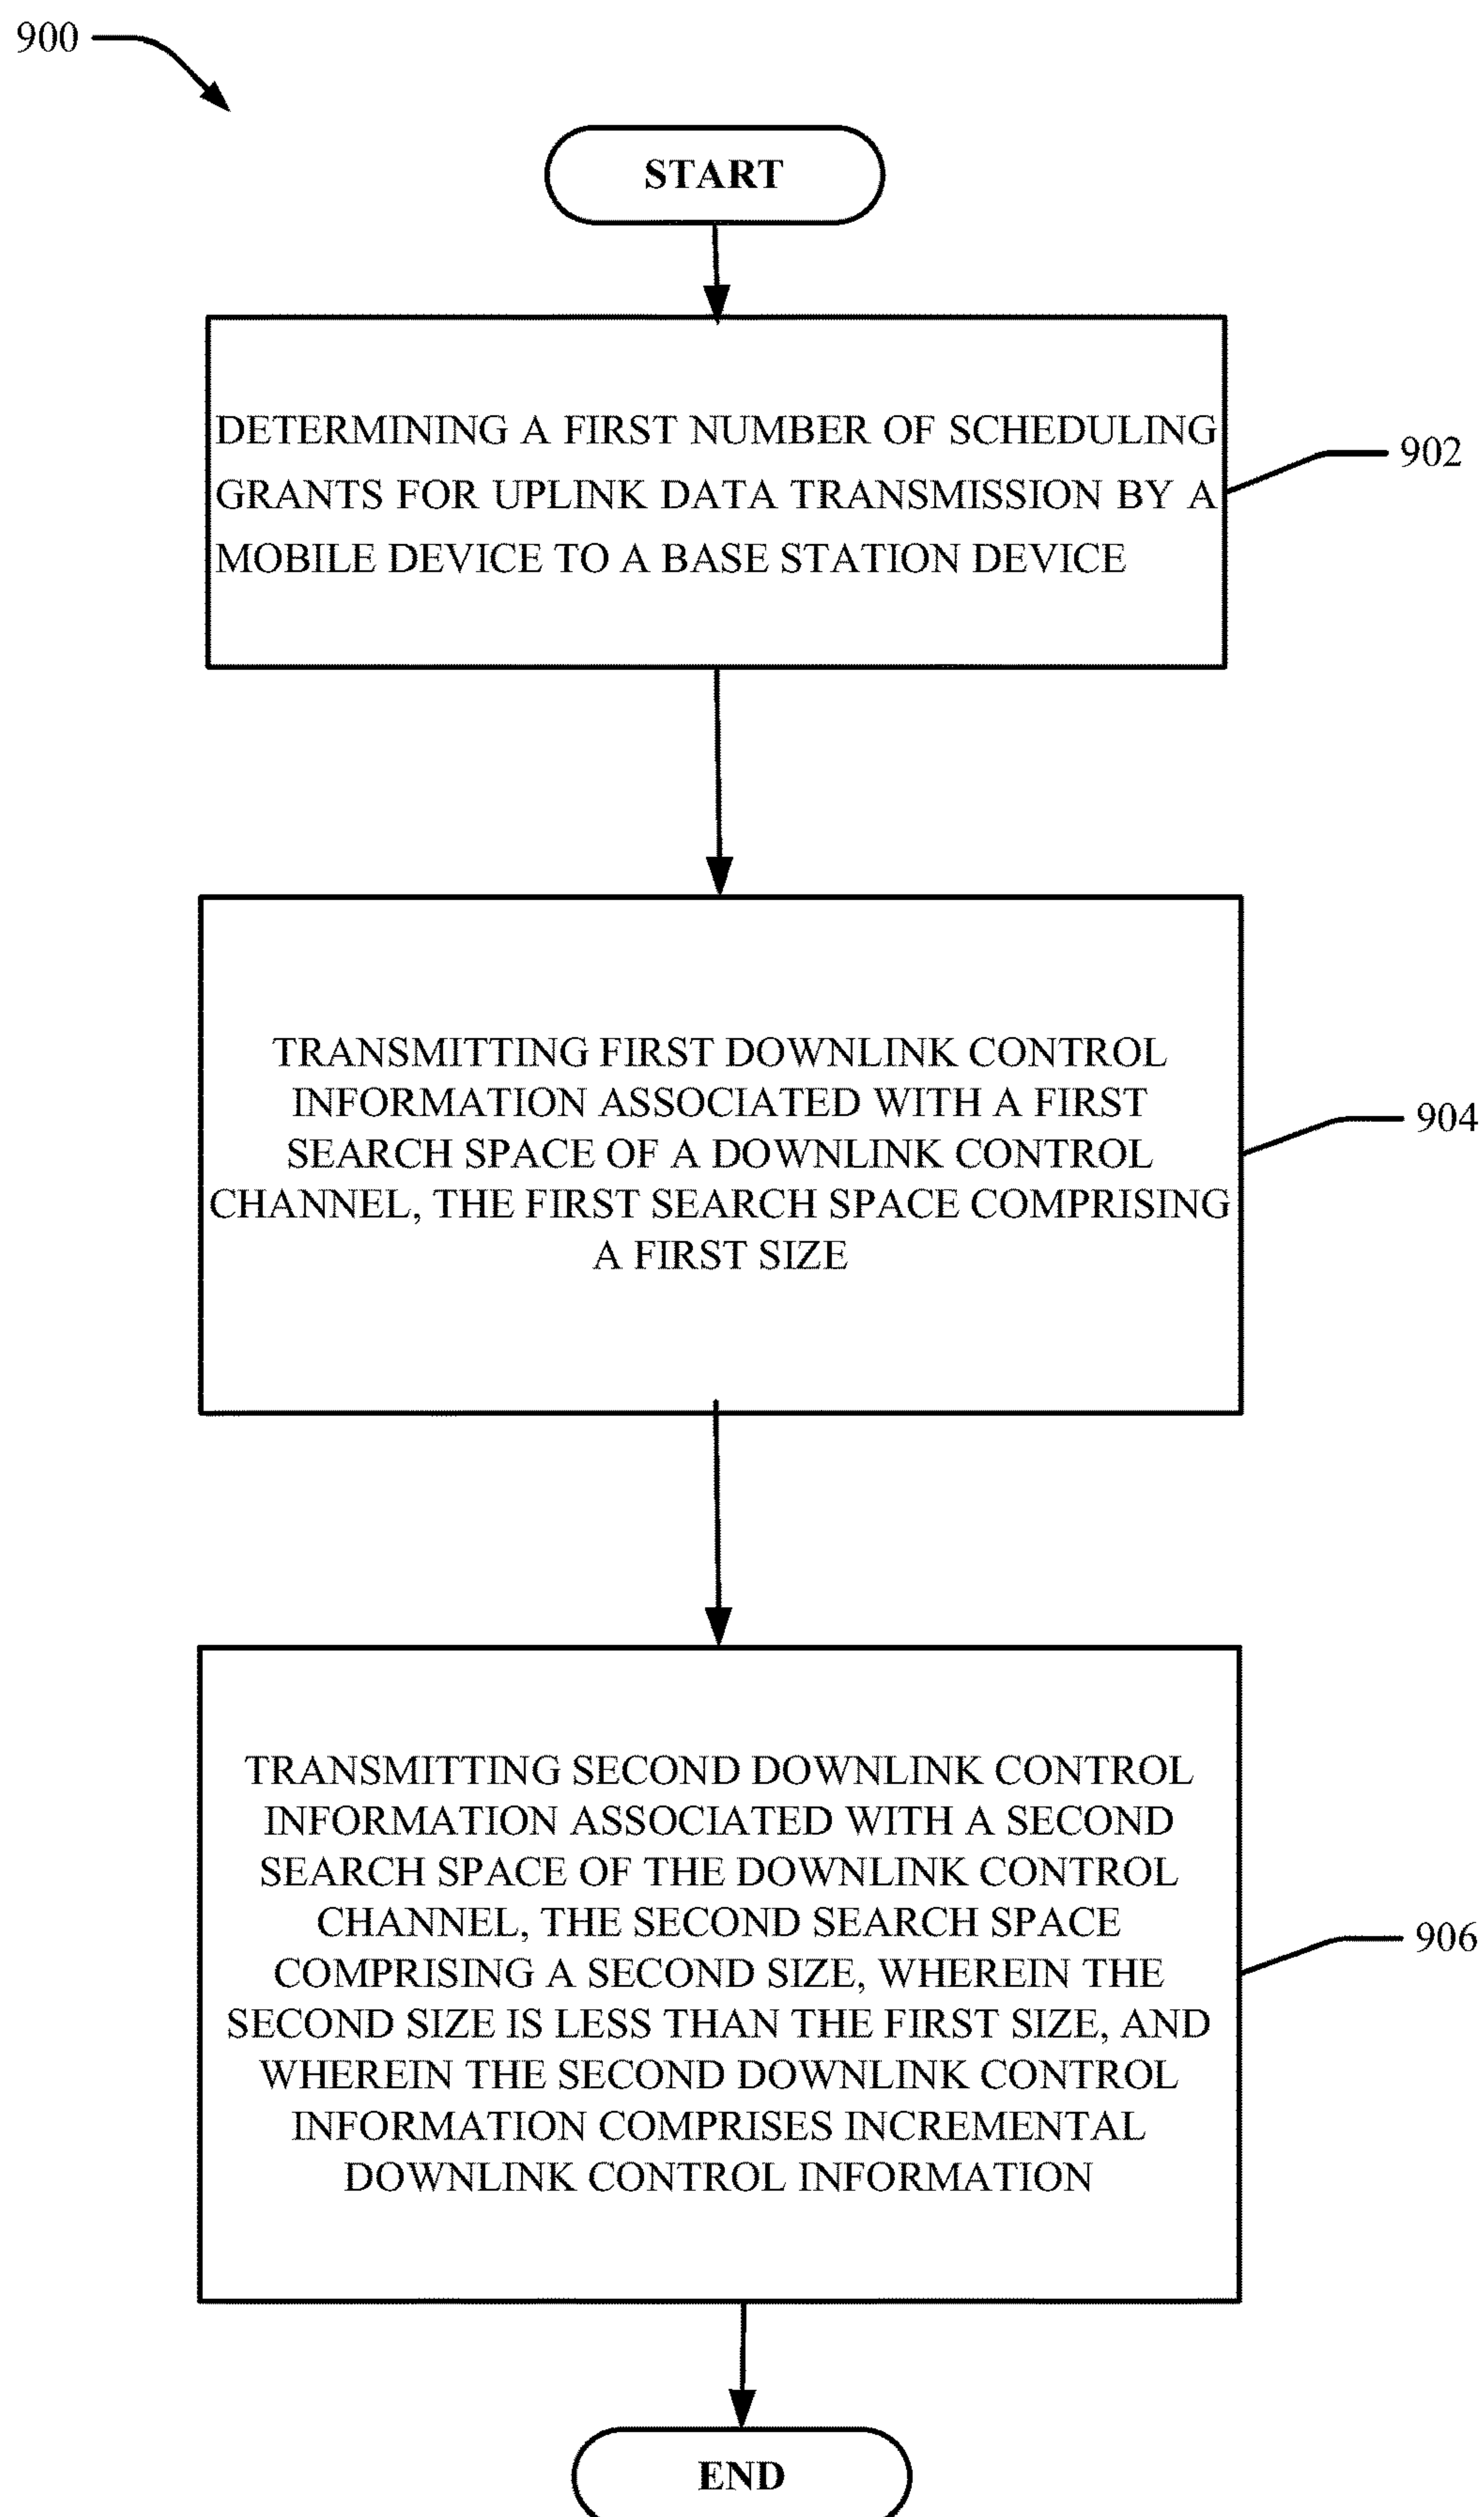 900
START
DETERMINING A FIRST NUMBER OF SCHEDULING
GRANTS FOR UPLINK DATA TRANSMISSION BY A
MOBILE DEVICE TO A BASE STATION DEVICE
902
TRANSMITTING FIRST DOWNLINK CONTROL
INFORMATION ASSOCIATED WITH A FIRST
SEARCH SPACE OF A DOWNLINK CONTROL
CHANNEL, THE FIRST SEARCH SPACE COMPRISING
A FIRST SIZE
904
TRANSMITTING SECOND DOWNLINK CONTROL
INFORMATION ASSOCIATED WITH A SECOND
SEARCH SPACE OF THE DOWNLINK CONTROL
CHANNEL, THE SECOND SEARCH SPACE
COMPRISING A SECOND SIZE, WHEREIN THE
SECOND SIZE IS LESS THAN THE FIRST SIZE, AND
WHEREIN THE SECOND DOWNLINK CONTROL
INFORMATION COMPRISES INCREMENTAL
DOWNLINK CONTROL INFORMATION
906
END